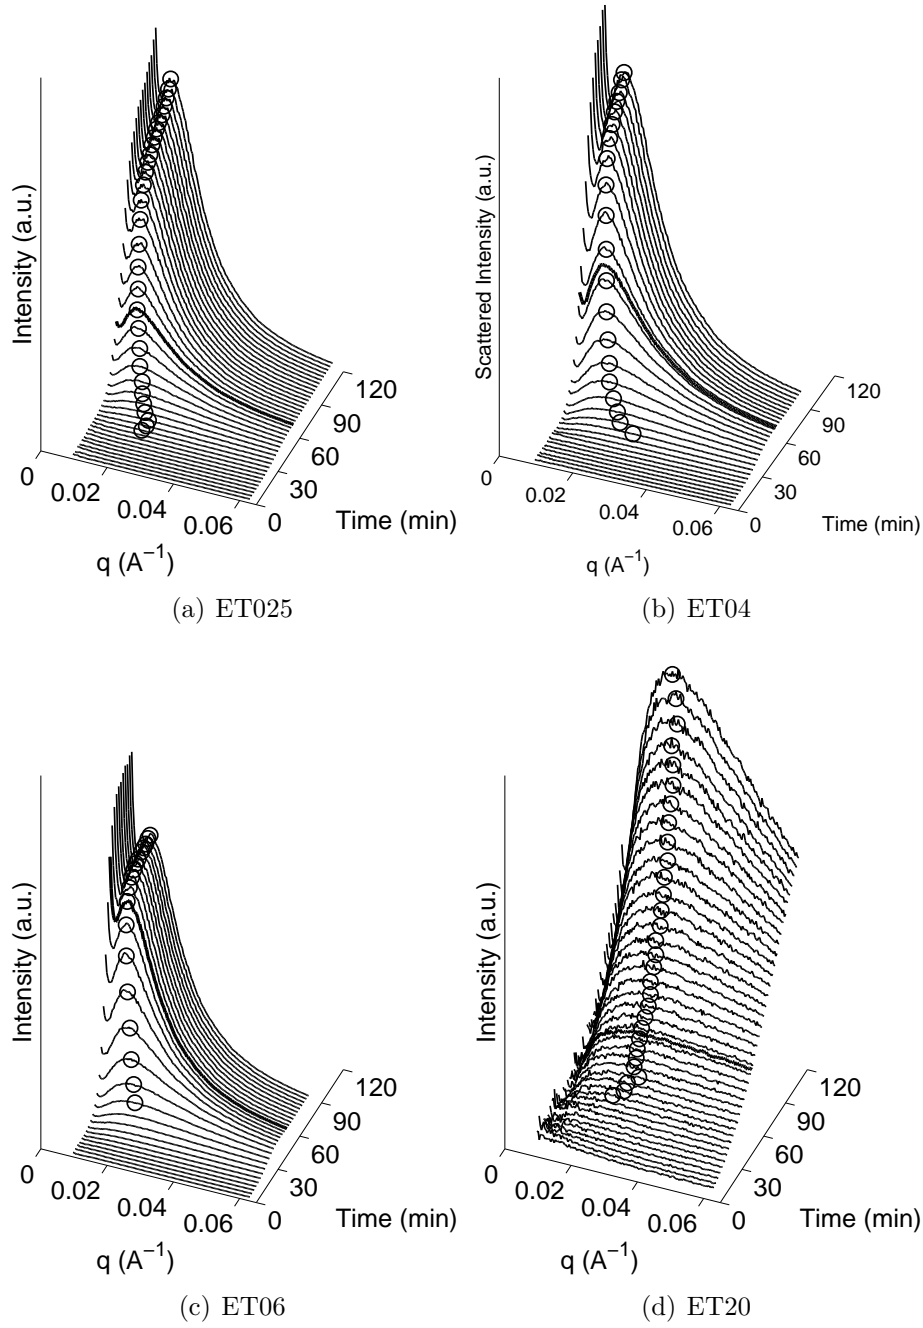 Intensity (a.u.)
0
0.02
0.04
0.06
q (A⁻¹)
0
30
60
90
120
Time (min)
(a) ET025
Scattered Intensity (a.u.)
0
0.02
0.04
0.06
q (A⁻¹)
0
30
60
90
120
Time (min)
(b) ET04
Intensity (a.u.)
0
0.02
0.04
0.06
q (A⁻¹)
0
30
60
90
120
Time (min)
(c) ET06
Intensity (a.u.)
0
0.02
0.04
0.06
q (A⁻¹)
0
30
60
90
120
Time (min)
(d) ET20